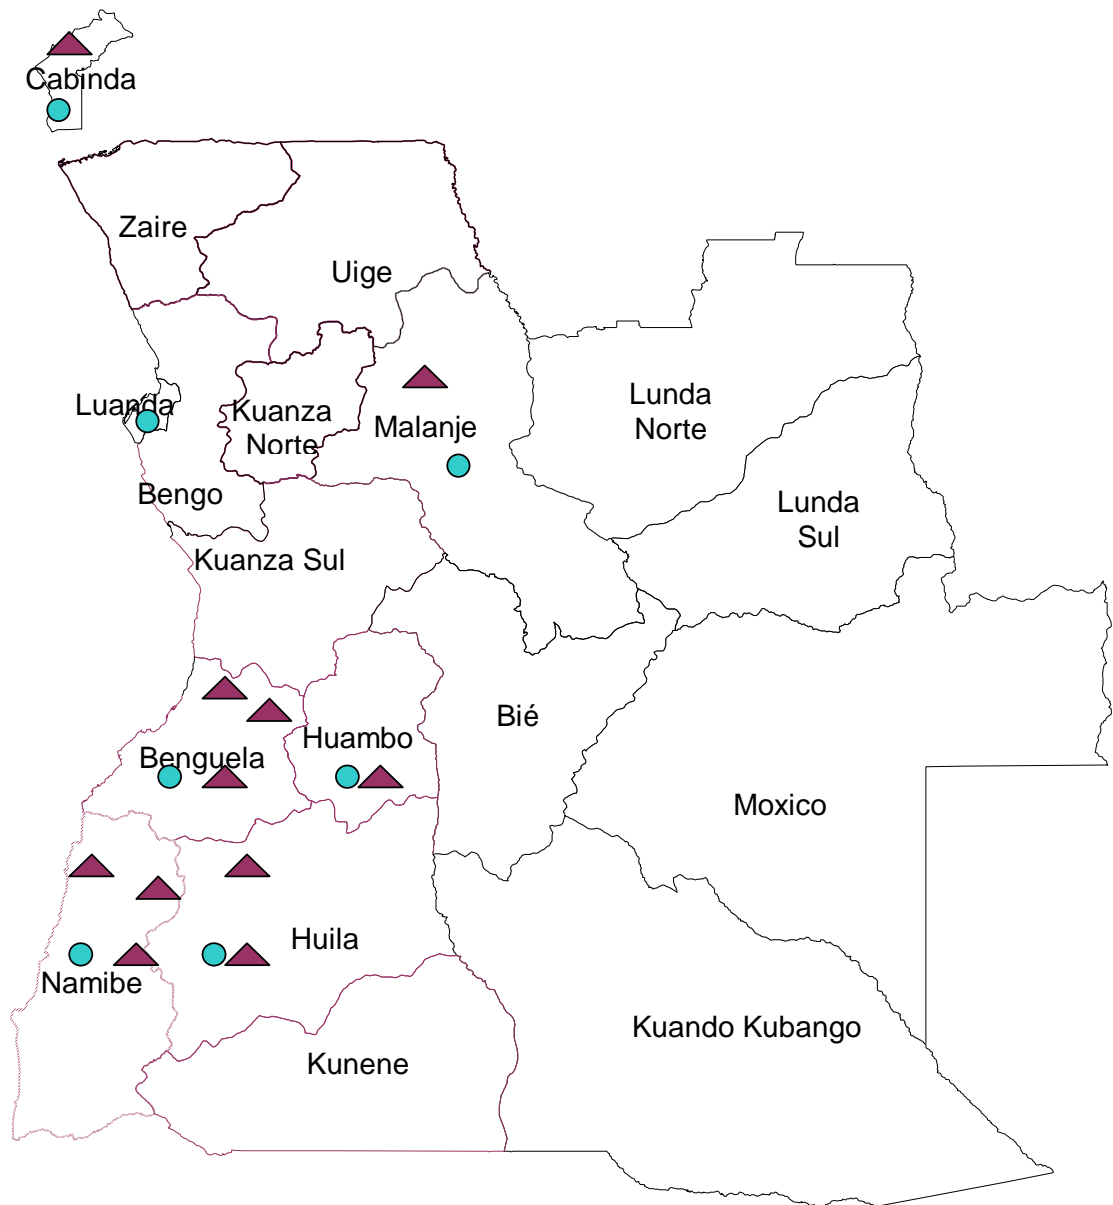 Cabinda
Zaire
Uige
Luanda
Kuanza
Norte
Malanje
Lunda
Norte
Bengo
Lunda
Sul
Kuanza Sul
Bié
Huambo
Benguela
Moxico
Huila
Namibe
Kuando Kubango
Kunene